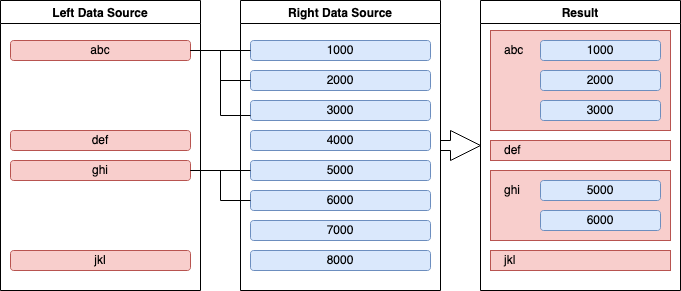 Left Data Source
abc
def
ghi
jkl
Right Data Source
1000
2000
3000
4000
5000
6000
7000
8000
Result
abc 1000
2000
3000
def
ghi 5000
6000
jkl